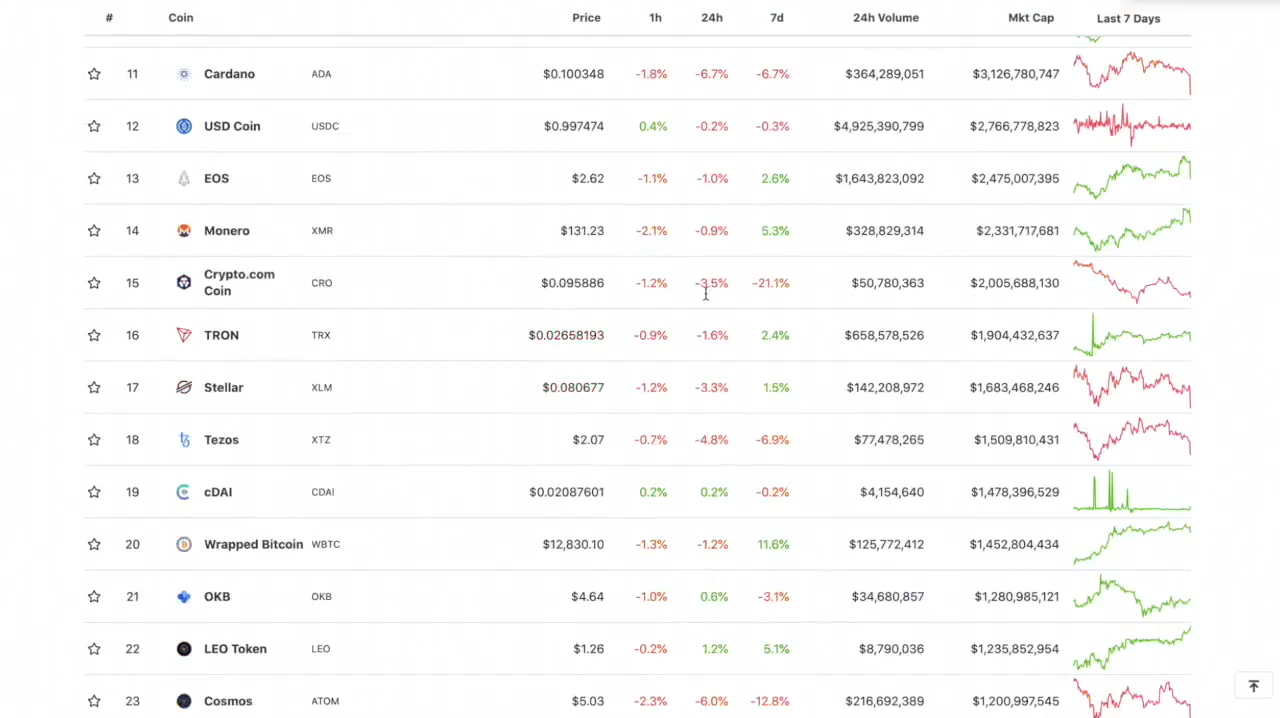 # Coin Price 1h 24h 7d 24h Volume Mkt Cap Last 7 Days
11 Cardano ADA $0.100348 -1.8% -6.7% -6.7% $364,289,051 $3,126,780,747
12 USD Coin USDC $0.997474 0.4% -0.2% -0.3% $4,925,390,799 $2,766,778,823
13 EOS EOS $2.62 -1.1% -1.0% 2.6% $1,643,823,092 $2,475,007,395
14 Monero XMR $131.23 -2.1% -0.9% 5.3% $328,829,314 $2,331,717,681
15 Crypto.com Coin CRO $0.095886 -1.2% -3.5% -21.1% $50,780,363 $2,005,688,130
16 TRON TRX $0.02658193 -0.9% -1.6% 2.4% $658,578,526 $1,904,432,637
17 Stellar XLM $0.080677 -1.2% -3.3% 1.5% $142,208,972 $1,683,468,246
18 Tezos XTZ $2.07 -0.7% -4.8% -6.9% $77,478,265 $1,509,810,431
19 cDAI CDAI $0.02087601 0.2% 0.2% -0.2% $4,154,640 $1,478,396,529
20 Wrapped Bitcoin WBTC $12,830.10 -1.3% -1.2% 11.6% $125,772,412 $1,452,804,434
21 OKB OKB $4.64 -1.0% 0.6% -3.1% $34,680,857 $1,280,985,121
22 LEO Token LEO $1.26 -0.2% 1.2% 5.1% $8,790,036 $1,235,852,954
23 Cosmos ATOM $5.03 -2.3% -6.0% -12.8% $216,692,389 $1,200,997,545